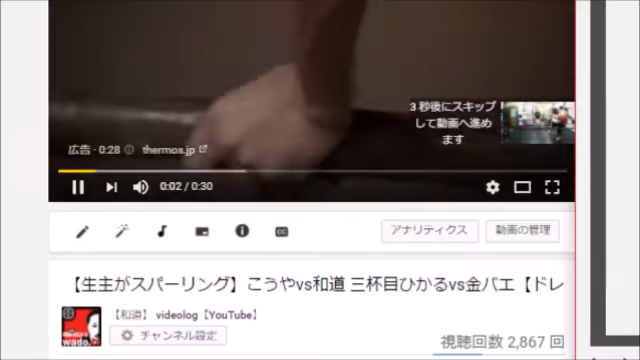 3 秒後にスキップ
して動画へ進め
ます
広告・0:28 thermoa.jp
0:02 / 0:30
アナリティクス
動画の管理
【生主がスパーリング】こうやvs和道 三杯目ひかるvs金バエ【ドレ
【和道】 videolog【YouTube】
チャンネル設定
wado.
視聴回数 2,867 回